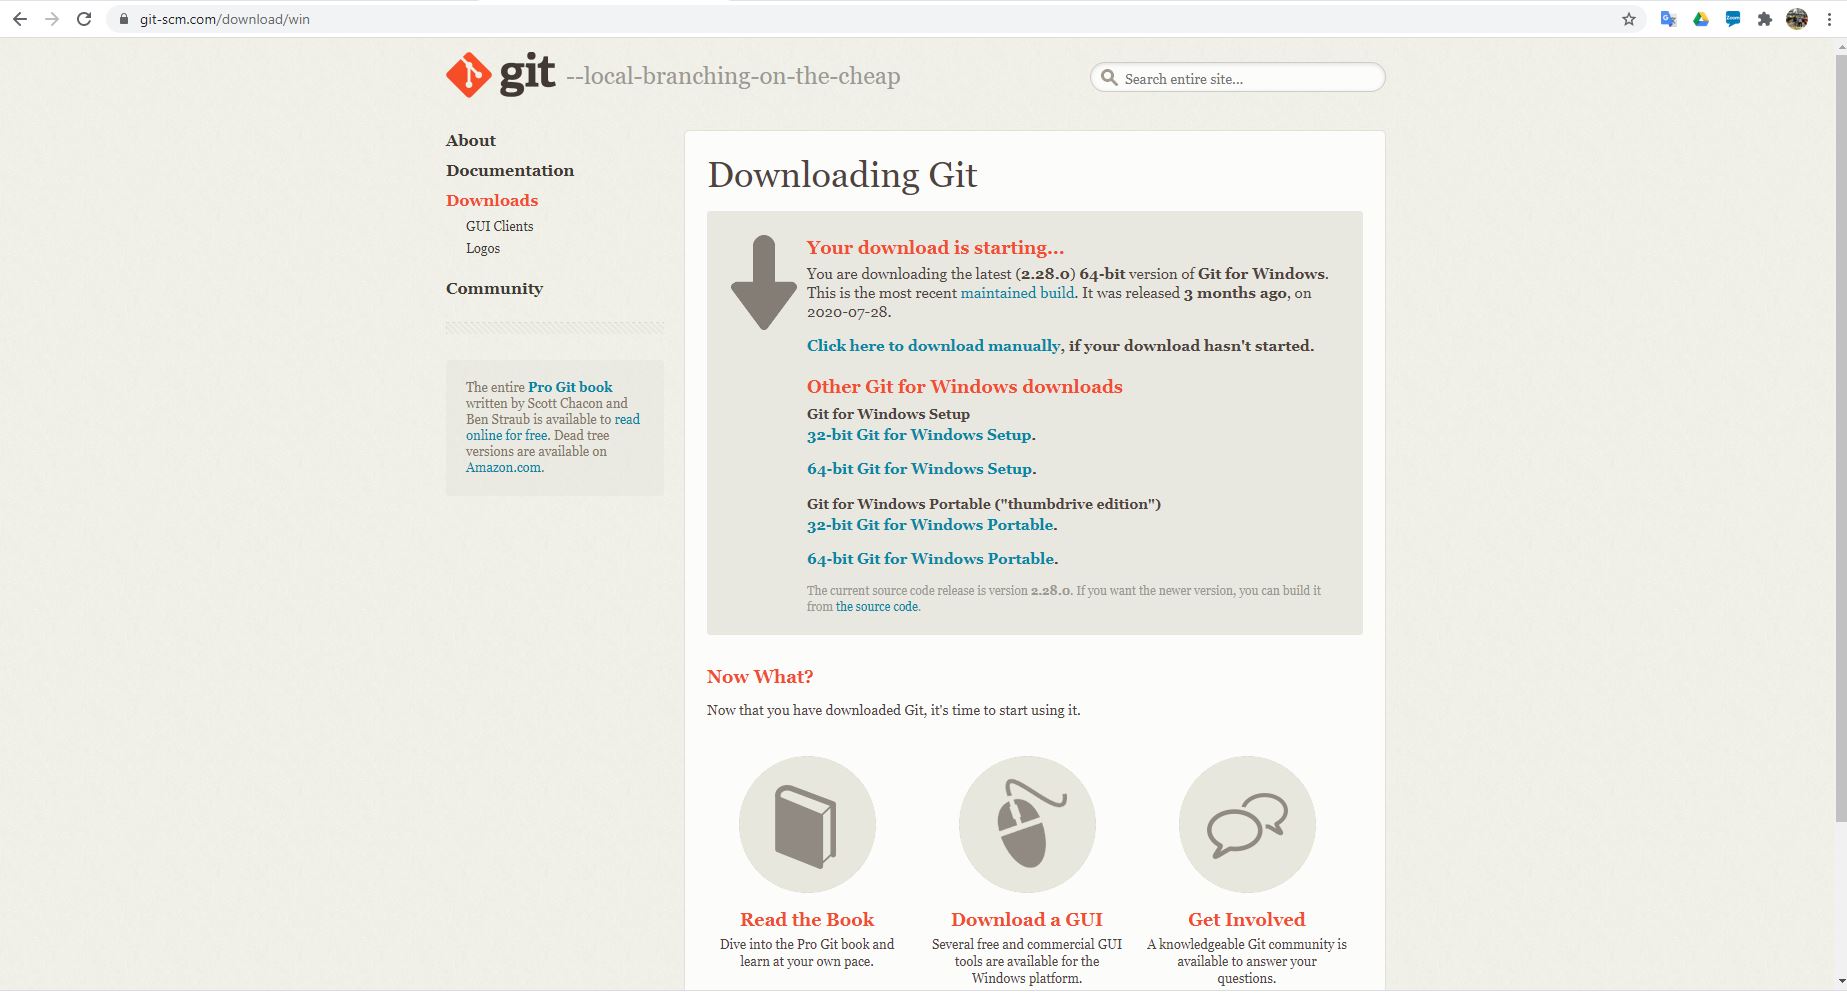 git-scm.com/download/win
git --local-branching-on-the-cheap
Search entire site...
About
Documentation
Downloads
GUI Clients
Logos
Community
The entire Pro Git book
written by Scott Chacon and
Ben Straub is available to read
online for free. Dead tree
versions are available on
Amazon.com.
Downloading Git
Your download is starting...
You are downloading the latest (2.28.0) 64-bit version of Git for Windows.
This is the most recent maintained build. It was released 3 months ago, on
2020-07-28.
Click here to download manually, if your download hasn't started.
Other Git for Windows downloads
Git for Windows Setup
32-bit Git for Windows Setup.
64-bit Git for Windows Setup.
Git for Windows Portable ("thumbdrive edition")
32-bit Git for Windows Portable.
64-bit Git for Windows Portable.
The current source code release is version 2.28.0. If you want the newer version, you can build it
from the source code.
Now What?
Now that you have downloaded Git, it's time to start using it.
Read the Book
Dive into the Pro Git book and
learn at your own pace.
Download a GUI
Several free and commercial GUI
tools are available for the
Windows platform.
Get Involved
A knowledgeable Git community is
available to answer your
questions.